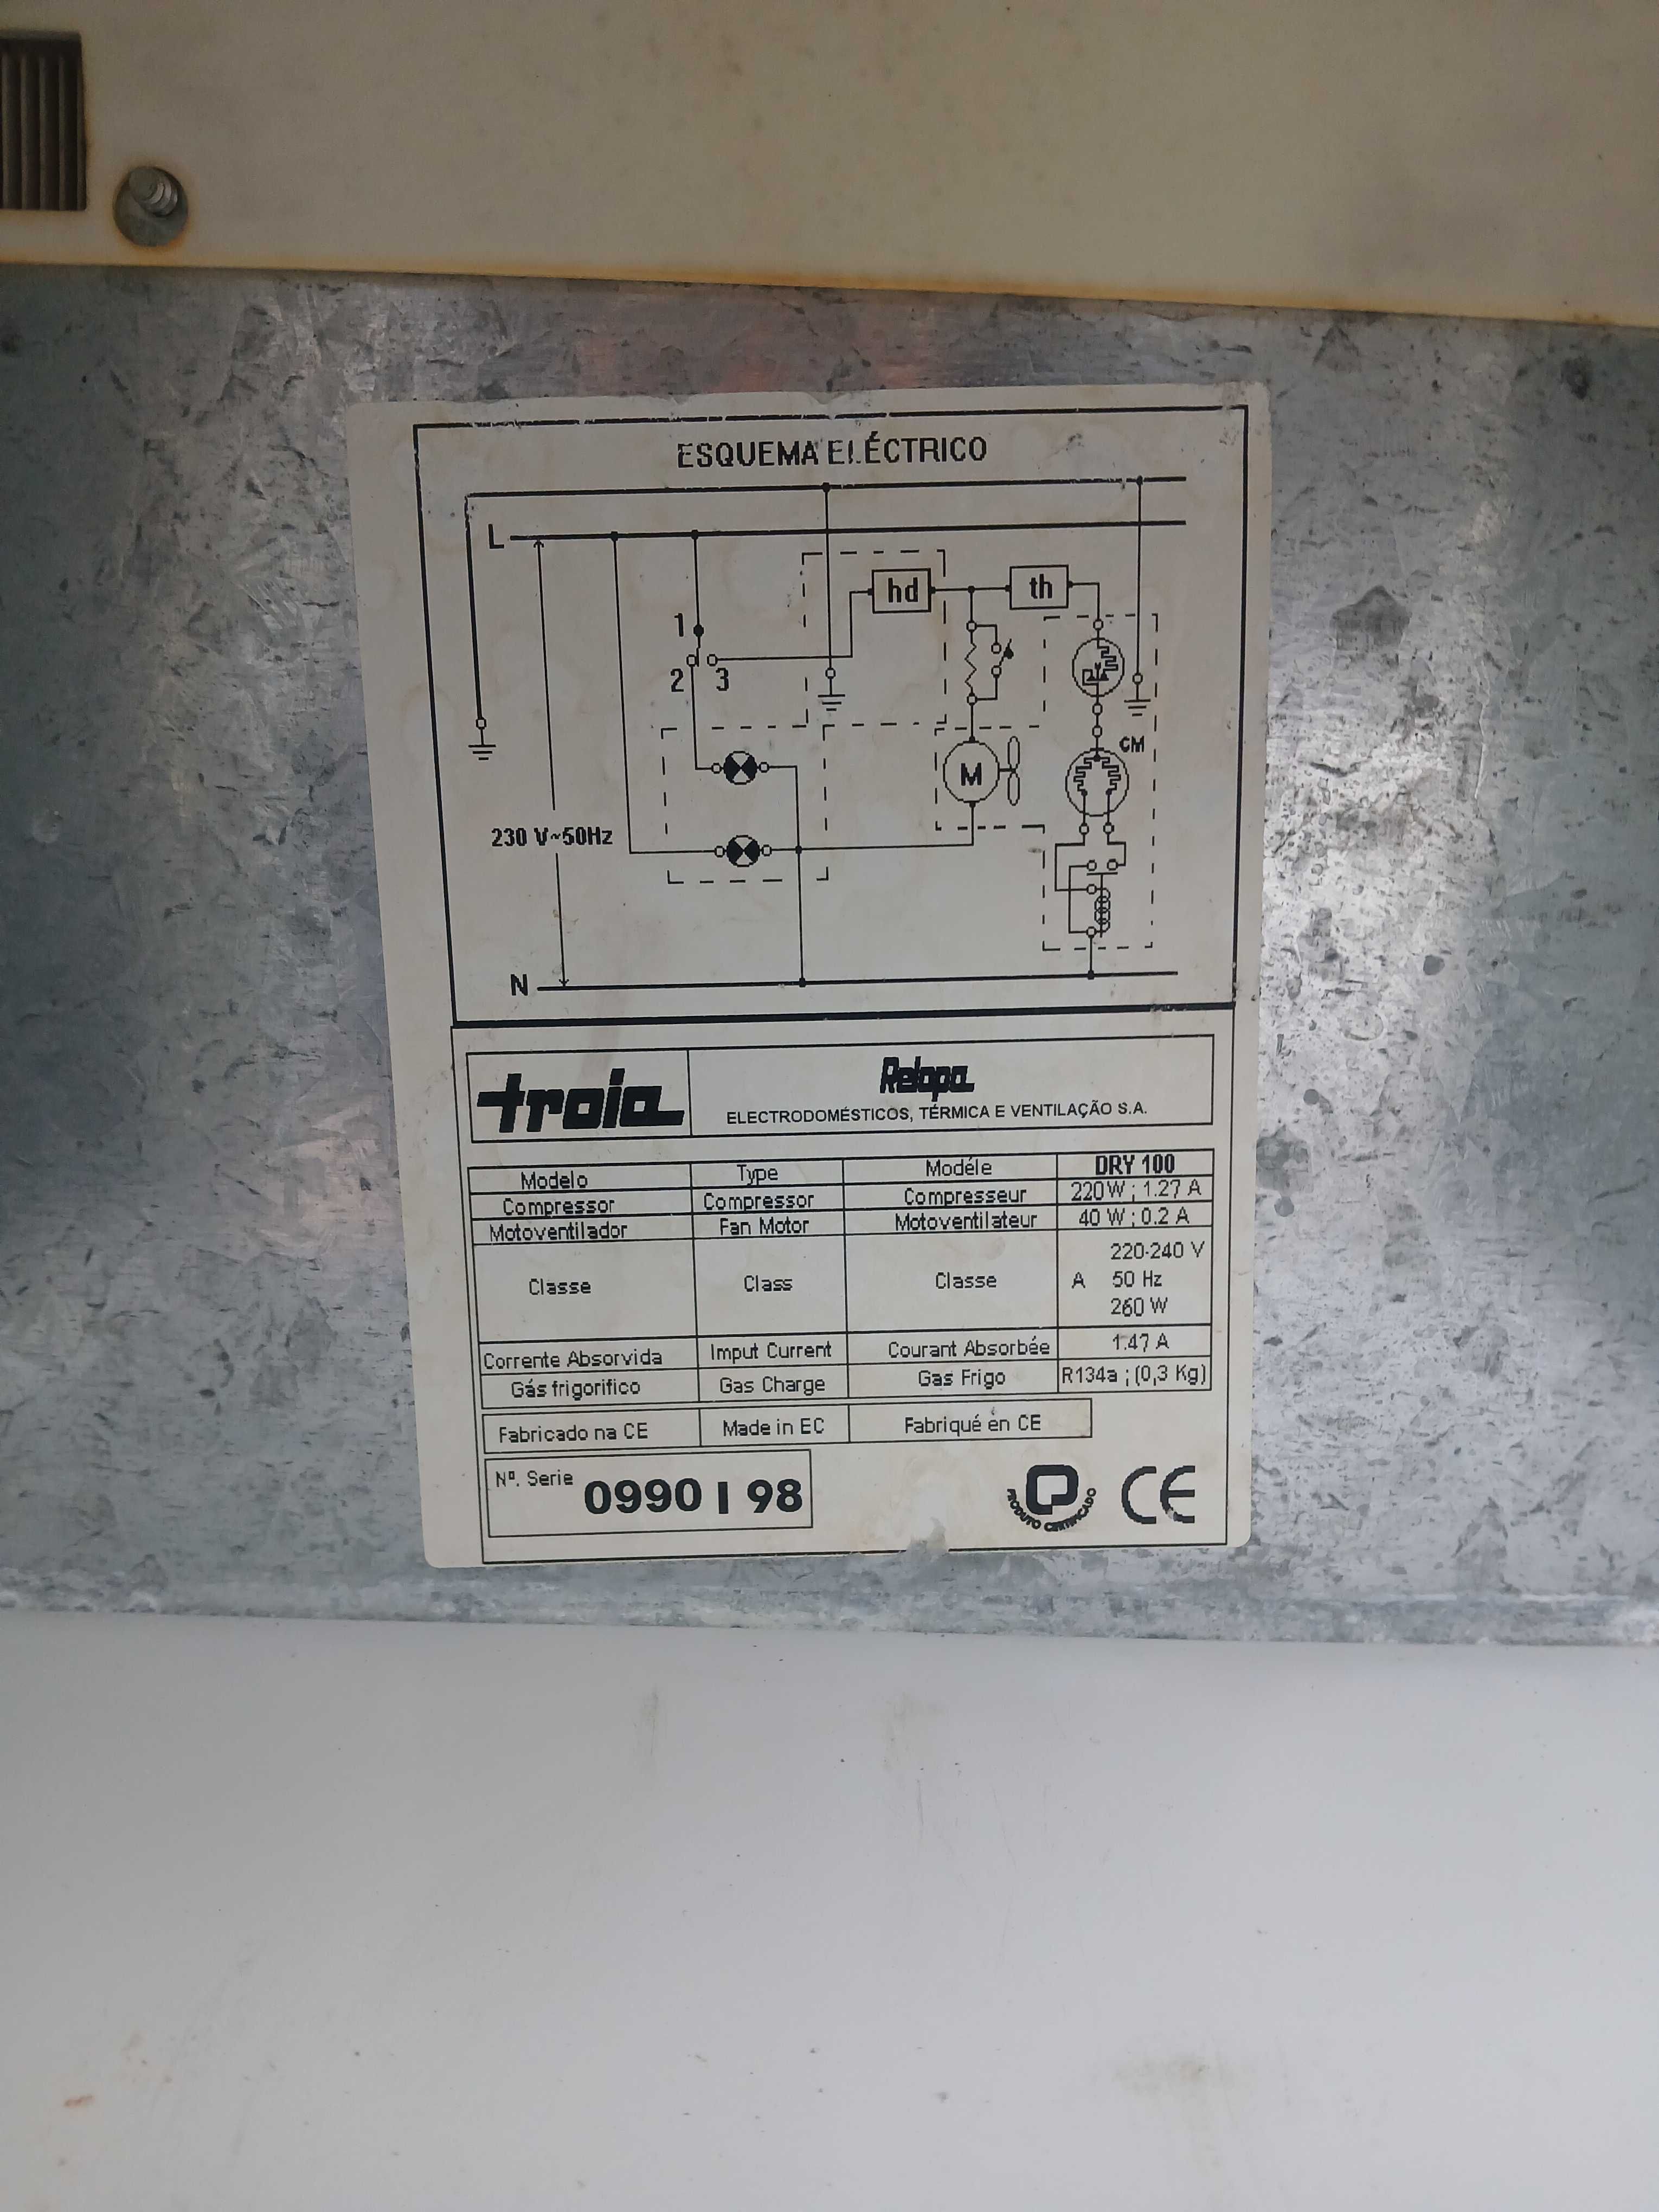 ESQUEMA ELÉCTRICO
L
hd
th
1
2
3
CM
M
230 V~50Hz
N
troia
Relopa
ELECTRODOMÉSTICOS, TÉRMICA E VENTILAÇÃO S.A.
Modelo Type Modéle DRY 100
Compressor Compressor Compresseur 220W ; 1.27 A
Motoventilador Fan Motor Motoventilateur 40 W ; 0.2 A
Classe Class Classe A 220-240 V
50 Hz
260 W
Corrente Absorvida Imput Current Courant Absorbée 1.47 A
Gás frigorifico Gas Charge Gas Frigo R134a ; (0,3 Kg)
Fabricado na CE Made in EC Fabriqué en CE
Nº. Serie 0990 I 98
PRODUTO CERTIFICADO
CE